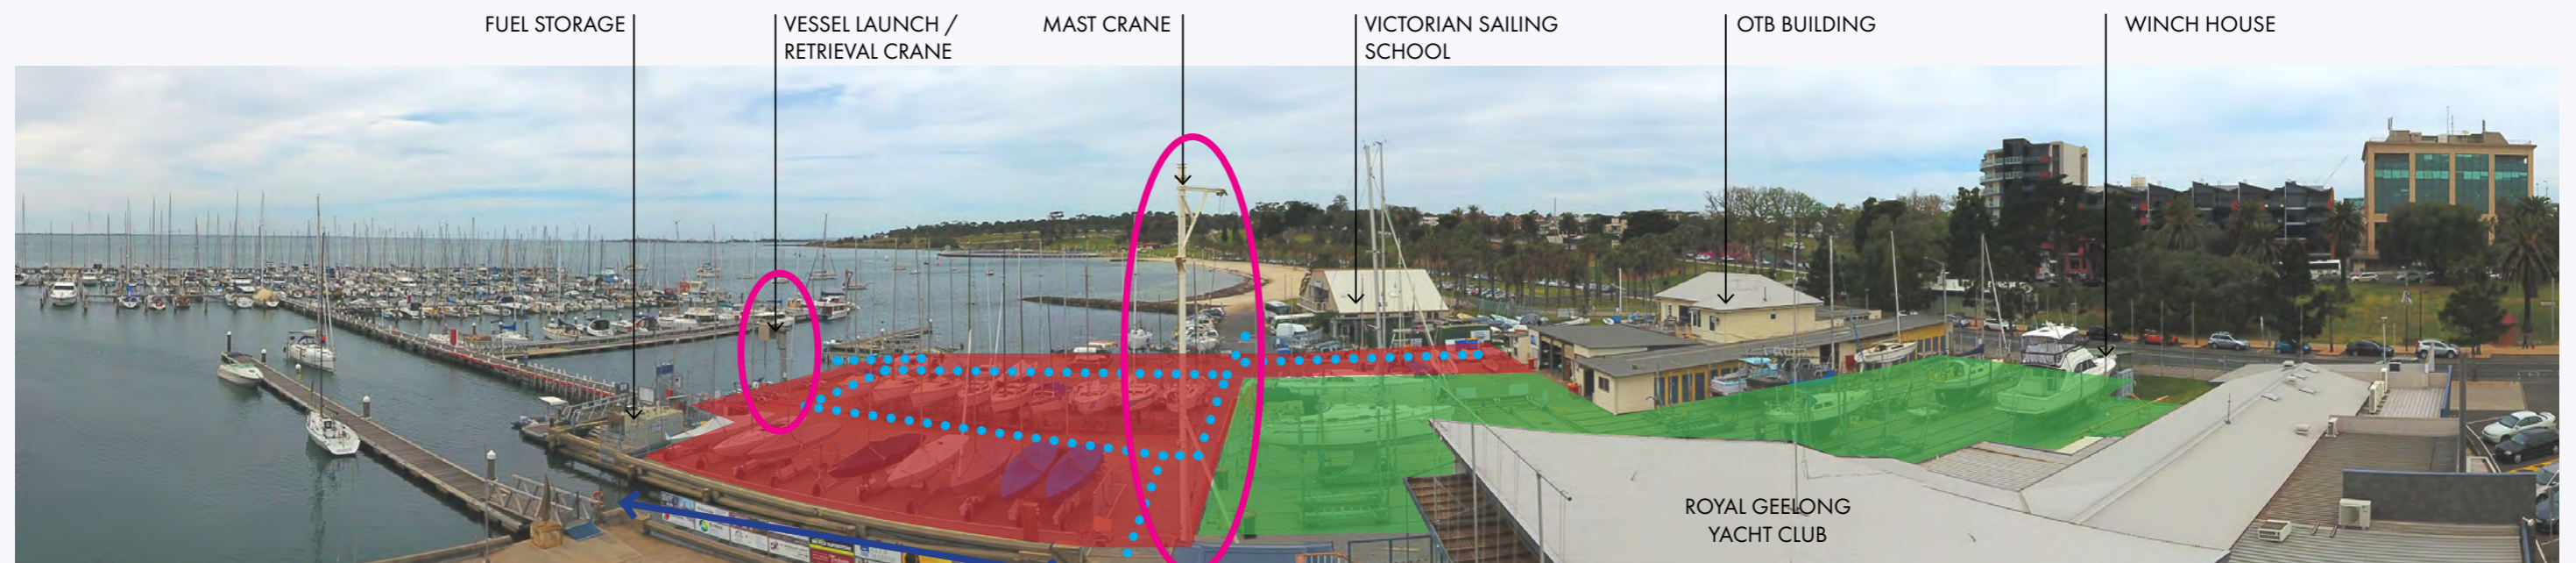 FUEL STORAGE
VESSEL LAUNCH /
RETRIEVAL CRANE
MAST CRANE
VICTORIAN SAILING
SCHOOL
OTB BUILDING
WINCH HOUSE
ROYAL GEELONG
YACHT CLUB